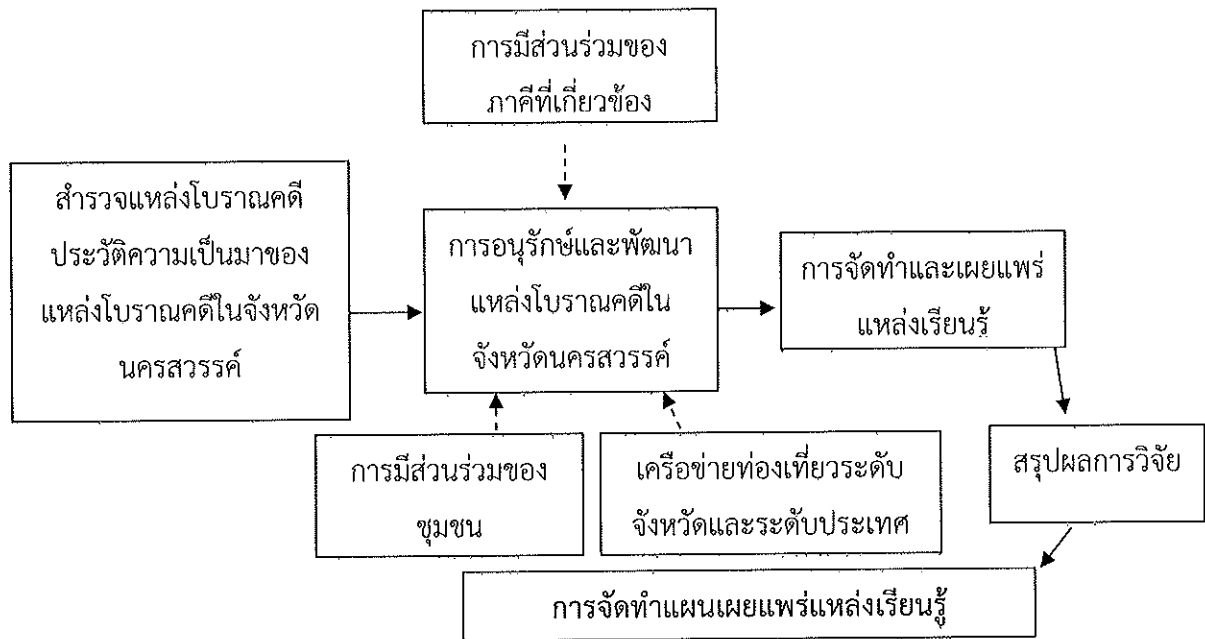 การมีส่วนร่วมของ
ภาคีที่เกี่ยวข้อง
สำรวจแหล่งโบราณคดี
ประวัติความเป็นมาของ
แหล่งโบราณคดีในจังหวัด
นครสวรรค์
การอนุรักษ์และพัฒนา
แหล่งโบราณคดีใน
จังหวัดนครสวรรค์
การจัดทำและเผยแพร่
แหล่งเรียนรู้
การมีส่วนร่วมของ
ชุมชน
เครือข่ายท่องเที่ยวระดับ
จังหวัดและระดับประเทศ
สรุปผลการวิจัย
การจัดทำแผนเผยแพร่แหล่งเรียนรู้